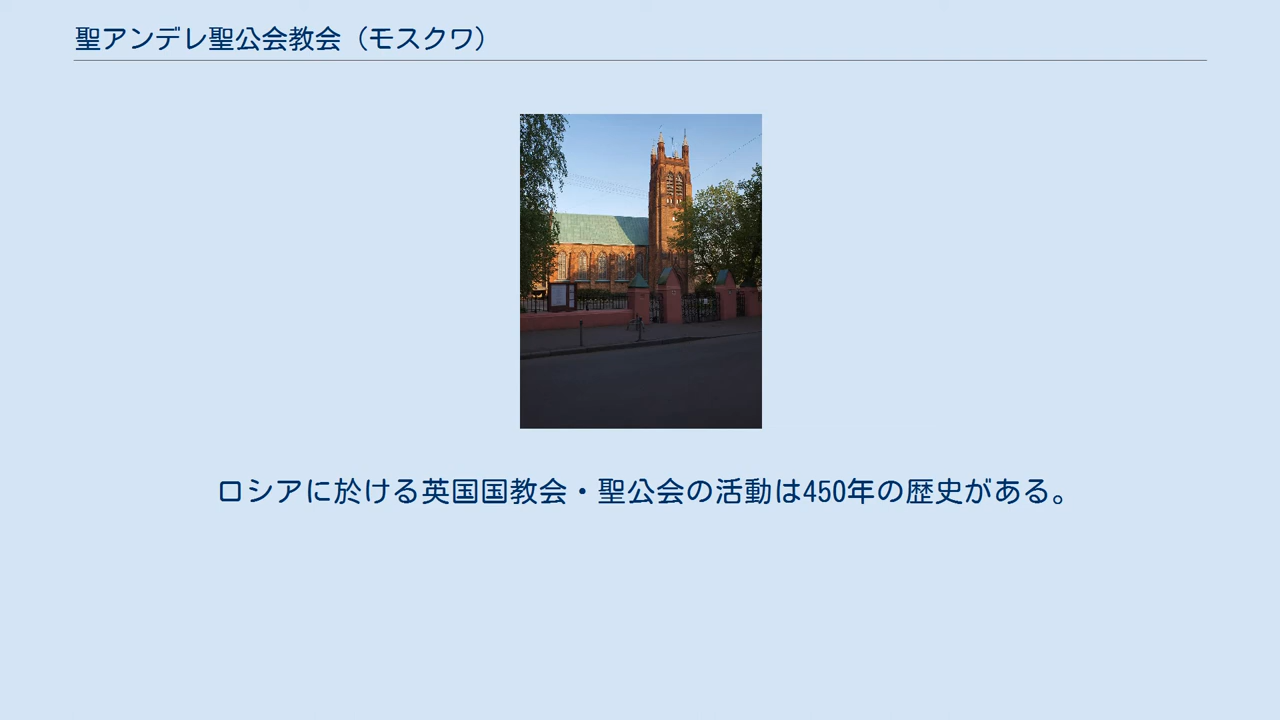 聖アンデレ聖公会教会（モスクワ）
ロシアに於ける英国国教会・聖公会の活動は450年の歴史がある。